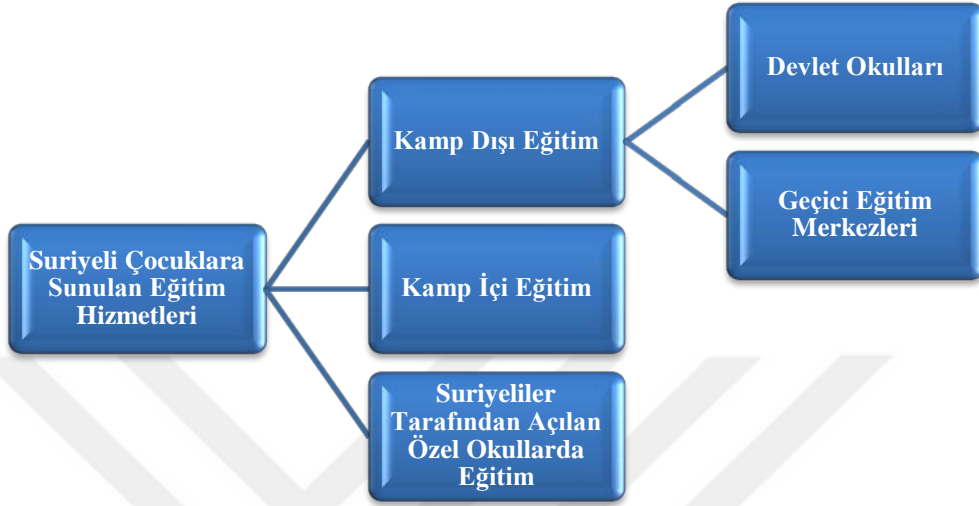 Suriyeli Çocuklara
Sunulan Eğitim
Hizmetleri
Kamp Dışı Eğitim
Devlet Okulları
Geçici Eğitim
Merkezleri
Kamp İçi Eğitim
Suriyeliler
Tarafından Açılan
Özel Okullarda
Eğitim